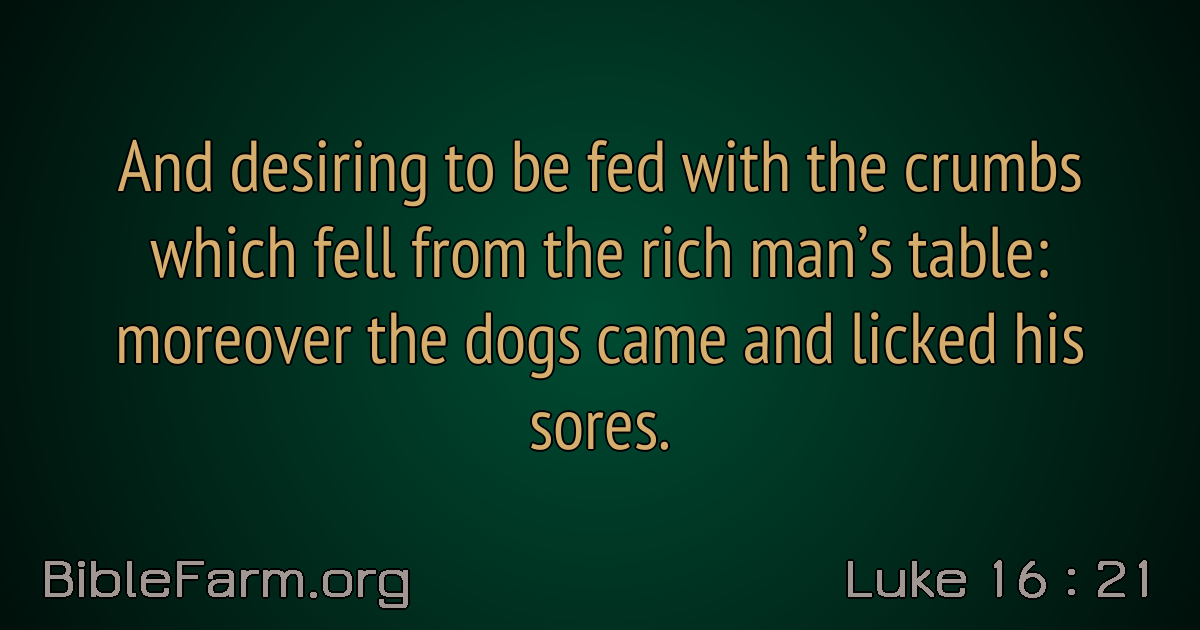 And desiring to be fed with the crumbs
which fell from the rich man’s table:
moreover the dogs came and licked his
sores.
BibleFarm.org
Luke 16 : 21